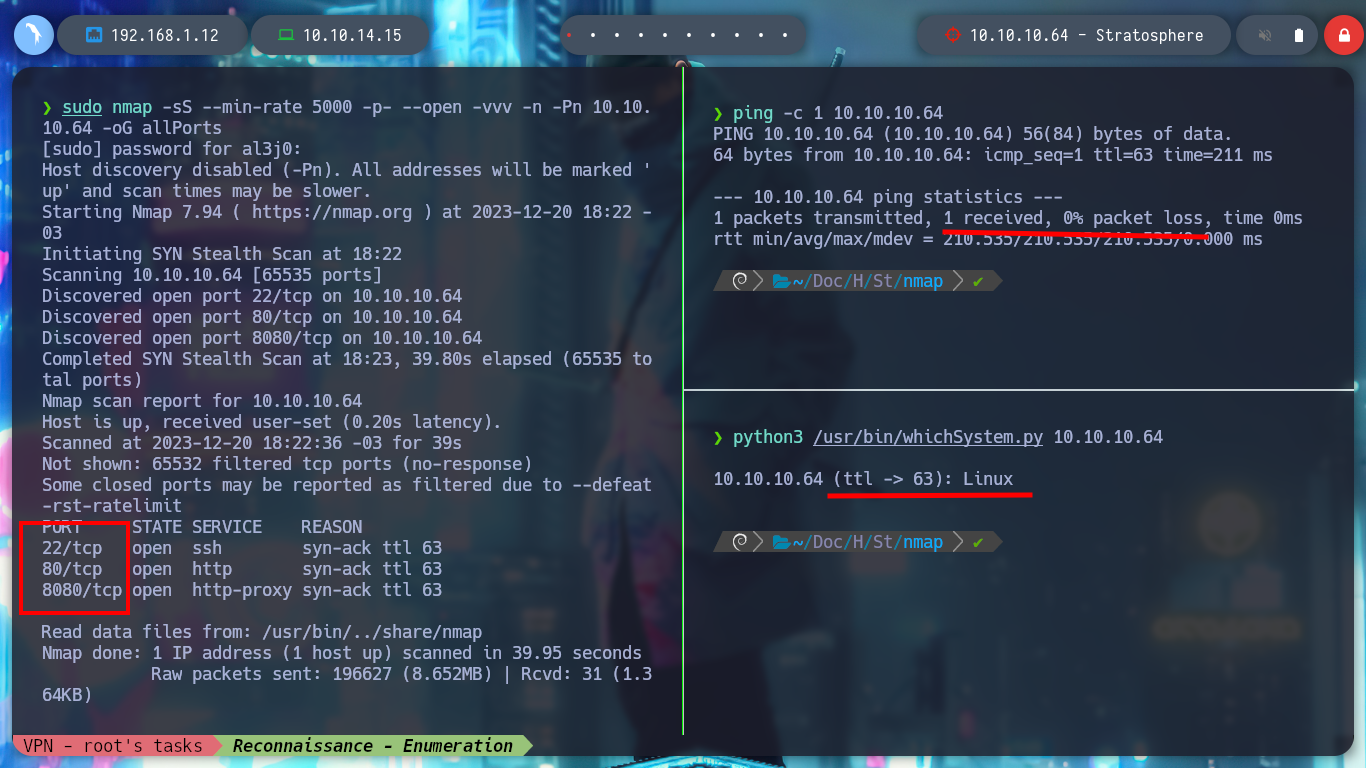 192.168.1.12
10.10.14.15
10.10.10.64 - Stratosphere
❯ sudo nmap -sS --min-rate 5000 -p- --open -vvv -n -Pn 10.10.
10.64 -oG allPorts
[sudo] password for al3j0:
Host discovery disabled (-Pn). All addresses will be marked '
up' and scan times may be slower.
Starting Nmap 7.94 ( https://nmap.org ) at 2023-12-20 18:22 -
03
Initiating SYN Stealth Scan at 18:22
Scanning 10.10.10.64 [65535 ports]
Discovered open port 22/tcp on 10.10.10.64
Discovered open port 80/tcp on 10.10.10.64
Discovered open port 8080/tcp on 10.10.10.64
Completed SYN Stealth Scan at 18:23, 39.80s elapsed (65535 to
tal ports)
Nmap scan report for 10.10.10.64
Host is up, received user-set (0.20s latency).
Scanned at 2023-12-20 18:22:36 -03 for 39s
Not shown: 65532 filtered tcp ports (no-response)
Some closed ports may be reported as filtered due to --defeat
-rst-ratelimit
PORT     STATE SERVICE    REASON
22/tcp   open  ssh        syn-ack ttl 63
80/tcp   open  http       syn-ack ttl 63
8080/tcp open  http-proxy syn-ack ttl 63
Read data files from: /usr/bin/../share/nmap
Nmap done: 1 IP address (1 host up) scanned in 39.95 seconds
Raw packets sent: 196627 (8.652MB) | Rcvd: 31 (1.3
64KB)
❯ ping -c 1 10.10.10.64
PING 10.10.10.64 (10.10.10.64) 56(84) bytes of data.
64 bytes from 10.10.10.64: icmp_seq=1 ttl=63 time=211 ms
--- 10.10.10.64 ping statistics ---
1 packets transmitted, 1 received, 0% packet loss, time 0ms
rtt min/avg/max/mdev = 210.535/210.535/210.535/0.000 ms
~/Doc/H/St/nmap ✔
❯ python3 /usr/bin/whichSystem.py 10.10.10.64
10.10.10.64 (ttl -> 63): Linux
~/Doc/H/St/nmap ✔
VPN - root's tasks
Reconnaissance - Enumeration